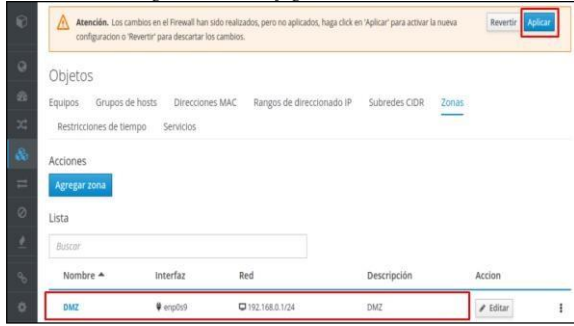 Atención. Los cambios en el Firewall han sido realizados, pero no aplicados, haga click en 'Aplicar' para activar la nueva
configuracion o 'Revertir' para descartar los cambios.
Revertir Aplicar
Objetos
Equipos Grupos de hosts Direcciones MAC Rangos de direccionado IP Subredes CIDR Zonas
Restricciones de tiempo Servicios
Acciones
Agregar zona
Lista
Buscar
Nombre Interfaz Red Descripción Accion
DMZ enp0s9 192.168.0.1/24 DMZ Editar